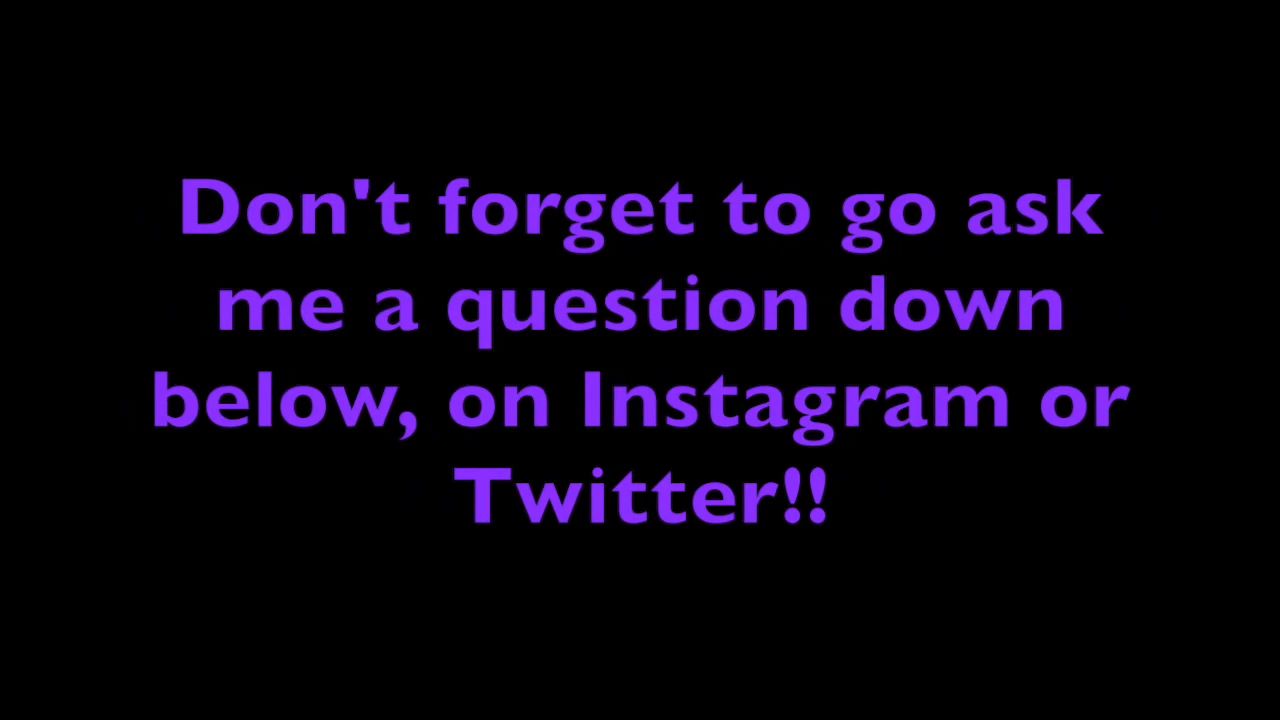 Don't forget to go ask
me a question down
below, on Instagram or
Twitter!!